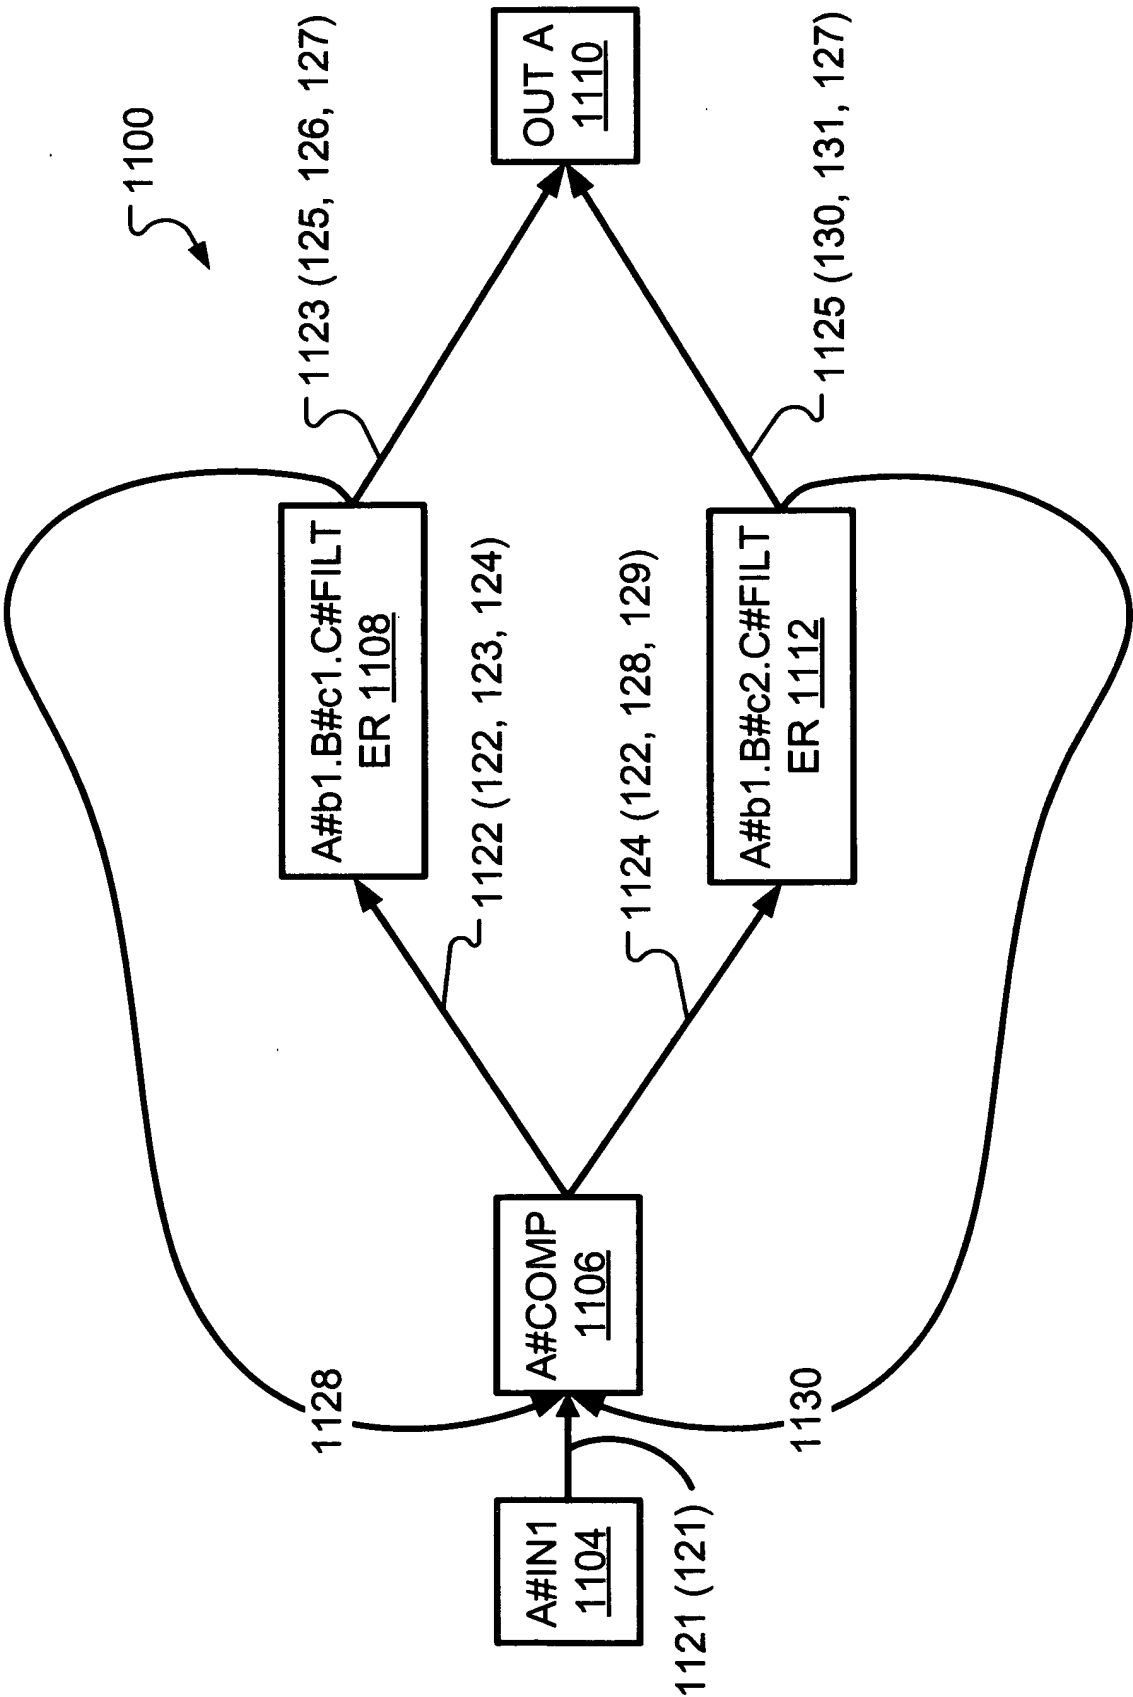 1100
A#IN1
1104
1121 (121)
1128
1130
A#COMP
1106
1122 (122, 123, 124)
1124 (122, 128, 129)
A#b1.B#c1.C#FILT
ER 1108
A#b1.B#c2.C#FILT
ER 1112
1123 (125, 126, 127)
1125 (130, 131, 127)
OUT A
1110